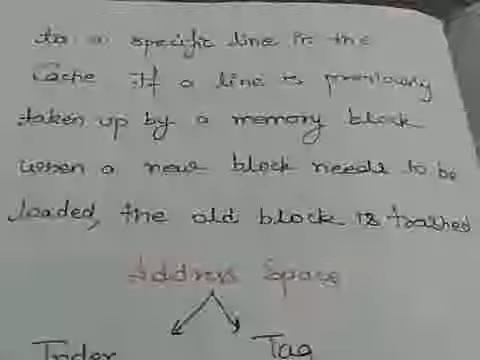 to a specific line in the
Cache if a line is previously
taken up by a memory block
when a new block needs to be
loaded, the old block is trashed
Address Space
Index Tag